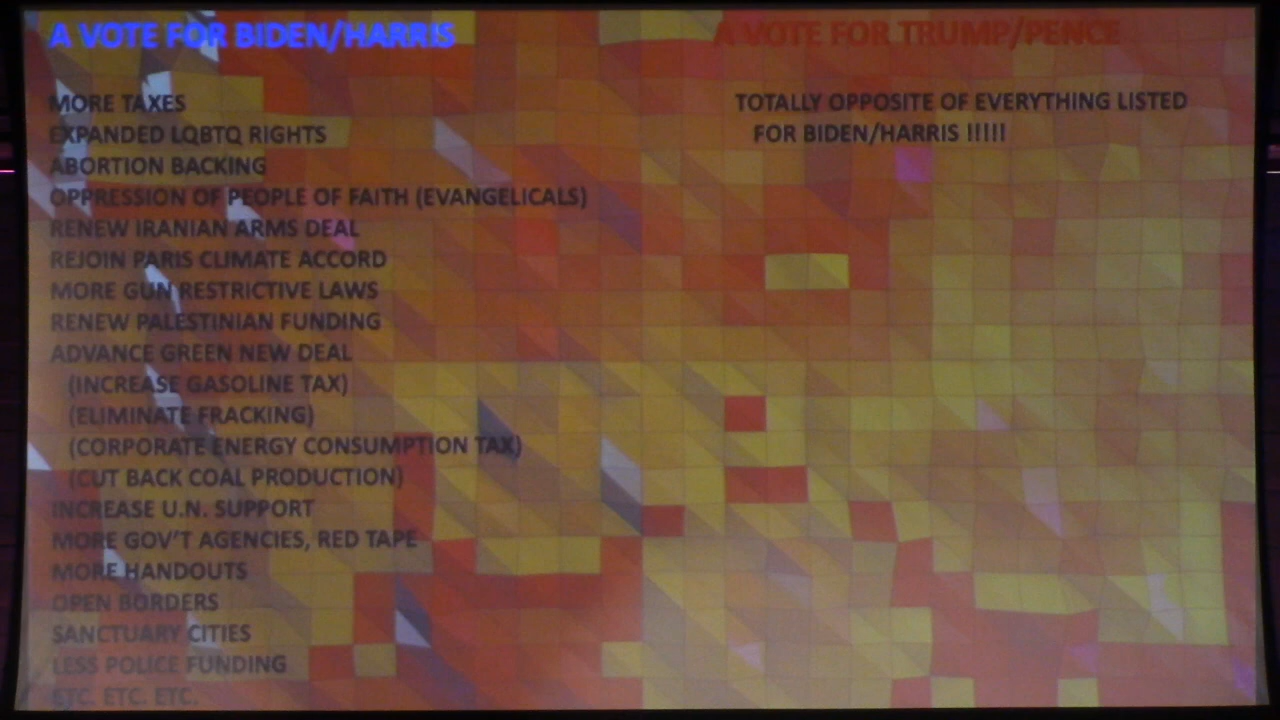 A VOTE FOR BIDEN/HARRIS
MORE TAXES
EXPANDED LQBTQ RIGHTS
ABORTION BACKING
OPPRESSION OF PEOPLE OF FAITH (EVANGELICALS)
RENEW IRANIAN ARMS DEAL
REJOIN PARIS CLIMATE ACCORD
MORE GUN RESTRICTIVE LAWS
RENEW PALESTINIAN FUNDING
ADVANCE GREEN NEW DEAL
(INCREASE GASOLINE TAX)
(ELIMINATE FRACKING)
(CORPORATE ENERGY CONSUMPTION TAX)
(CUT BACK COAL PRODUCTION)
INCREASE U.N. SUPPORT
MORE GOV'T AGENCIES, RED TAPE
MORE HANDOUTS
OPEN BORDERS
SANCTUARY CITIES
LESS POLICE FUNDING
ETC. ETC. ETC.
A VOTE FOR TRUMP/PENCE
TOTALLY OPPOSITE OF EVERYTHING LISTED
FOR BIDEN/HARRIS !!!!!